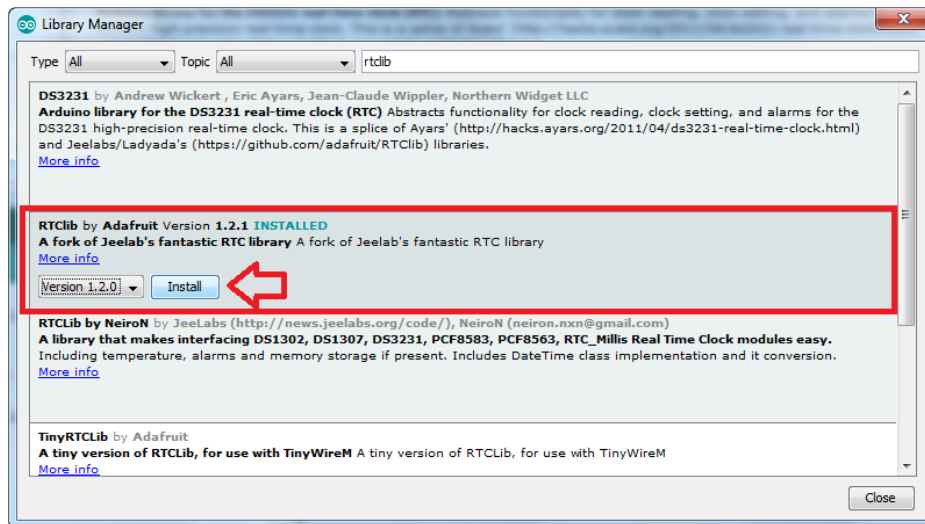 Library Manager
Type All Topic All rtclib
DS3231 by Andrew Wickert , Eric Ayars, Jean-Claude Wippler, Northern Widget LLC
Arduino library for the DS3231 real-time clock (RTC) Abstracts functionality for clock reading, clock setting, and alarms for the
DS3231 high-precision real-time clock. This is a splice of Ayars' (http://hacks.ayars.org/2011/04/ds3231-real-time-clock.html)
and Jeelabs/Ladyada's (https://github.com/adafruit/RTClib) libraries.
More info
RTClib by Adafruit Version 1.2.1 INSTALLED
A fork of Jeelab's fantastic RTC library A fork of Jeelab's fantastic RTC library
More info
Version 1.2.0 Install
RTCLib by NeiroN by JeeLabs (http://news.jeelabs.org/code/), NeiroN (neiron.nxn@gmail.com)
A library that makes interfacing DS1302, DS1307, DS3231, PCF8583, PCF8563, RTC_Millis Real Time Clock modules easy.
Including temperature, alarms and memory storage if present. Includes DateTime class implementation and it conversion.
More info
TinyRTCLib by Adafruit
A tiny version of RTCLib, for use with TinyWireM A tiny version of RTCLib, for use with TinyWireM
More info
Close